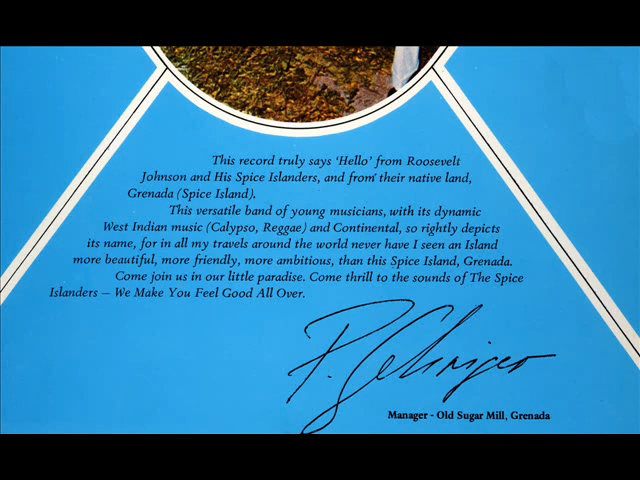 This record truly says 'Hello' from Roosevelt
Johnson and His Spice Islanders, and from their native land,
Grenada (Spice Island).
This versatile band of young musicians, with its dynamic
West Indian music (Calypso, Reggae) and Continental, so rightly depicts
its name, for in all my travels around the world never have I seen an Island
more beautiful, more friendly, more ambitious, than this Spice Island, Grenada.
Come join us in our little paradise. Come thrill to the sounds of The Spice
Islanders – We Make You Feel Good All Over.
Manager - Old Sugar Mill, Grenada